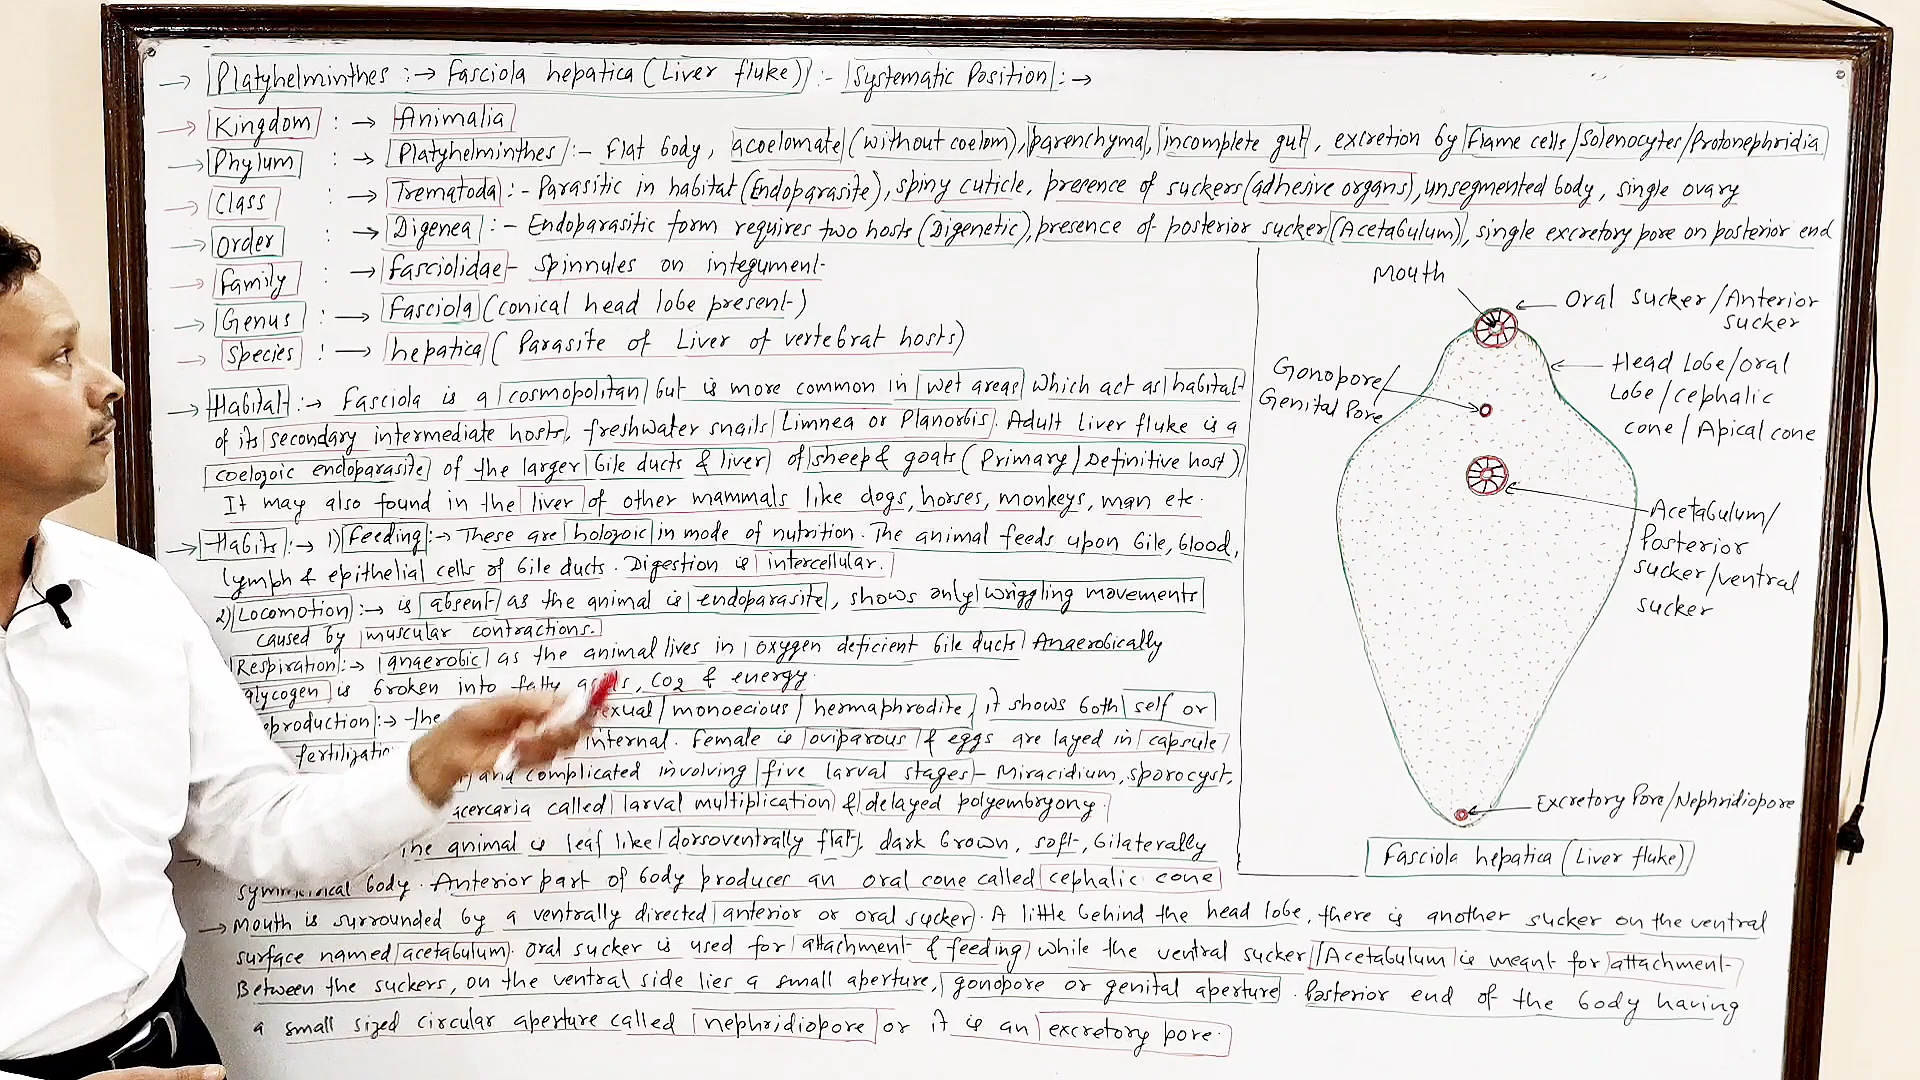 → Platyhelminthes :→ Fasciola hepatica (Liver fluke) :- Systematic Position :→
→ Kingdom : → Animalia
→ Phylum : → Platyhelminthes :- Flat body, acoelomate (without coelom), parenchyma, incomplete gut, excretion by Flame cells/Solenocytes/Protonephridia
→ Class : → Trematoda :- Parasitic in habitat (Endoparasite), spiny cuticle, presence of suckers (adhesive organs), unsegmented body, single ovary
→ Order : → Digenea :- Endoparasitic form requires two hosts (Digenetic), presence of posterior sucker (Acetabulum), single excretory pore on posterior end
→ Family : → Fasciolidae - Spinnules on integument-
→ Genus : → Fasciola (conical head lobe present-)
→ Species : → hepatica ( Parasite of Liver of vertebrat hosts)
→ Habitat :→ Fasciola is a cosmopolitan but is more common in wet areas which act as habitat-
of its secondary intermediate hosts, freshwater snails Limnea or Planorbis. Adult Liver fluke is a
coelozoic endoparasite of the larger bile ducts & liver of sheep & goats (Primary/Definitive host)
It may also found in the liver of other mammals like dogs, horses, monkeys, man etc.
→ Habits :→ 1) Feeding :→ These are holozoic in mode of nutrition. The animal feeds upon bile, blood,
lymph & epithelial cells of bile ducts. Digestion is intercellular.
2) Locomotion :→ is absent as the animal is endoparasite, shows only wriggling movements
caused by muscular contractions.
Respiration :→ anaerobic as the animal lives in oxygen deficient bile ducts Anaerobically
glycogen is broken into fatty acids, CO2 & energy.
eproduction :→ the exual/monoecious/hermaphrodite, it shows both self or
fertilizatio internal. Female is oviparous & eggs are layed in capsule
and complicated involving five larval stages - Miracidium, sporocyst,
acercaria called larval multiplication & delayed polyembryony.
The animal is leaf like dorsoventrally flat, dark brown, soft-, bilaterally
symmetrical body. Anterior part of body produces an oral cone called cephalic cone
→ Mouth is surrounded by a ventrally directed anterior or oral sucker. A little behind the head lobe, there is another sucker on the ventral
surface named acetabulum. Oral sucker is used for attachment & feeding while the ventral sucker/Acetabulum is meant for attachment-
Between the suckers, on the ventral side lies a small aperture, gonopore or genital aperture. Posterior end of the body having
a small sized circular aperture called nephridiopore or it is an excretory pore.
Mouth
Oral sucker/Anterior
sucker
Head Lobe/oral
Lobe/cephalic
cone/Apical cone
Gonopore/
Genital Pore
Acetabulum/
Posterior
sucker/ventral
sucker
Excretory Pore/Nephridiopore
Fasciola hepatica (Liver fluke)